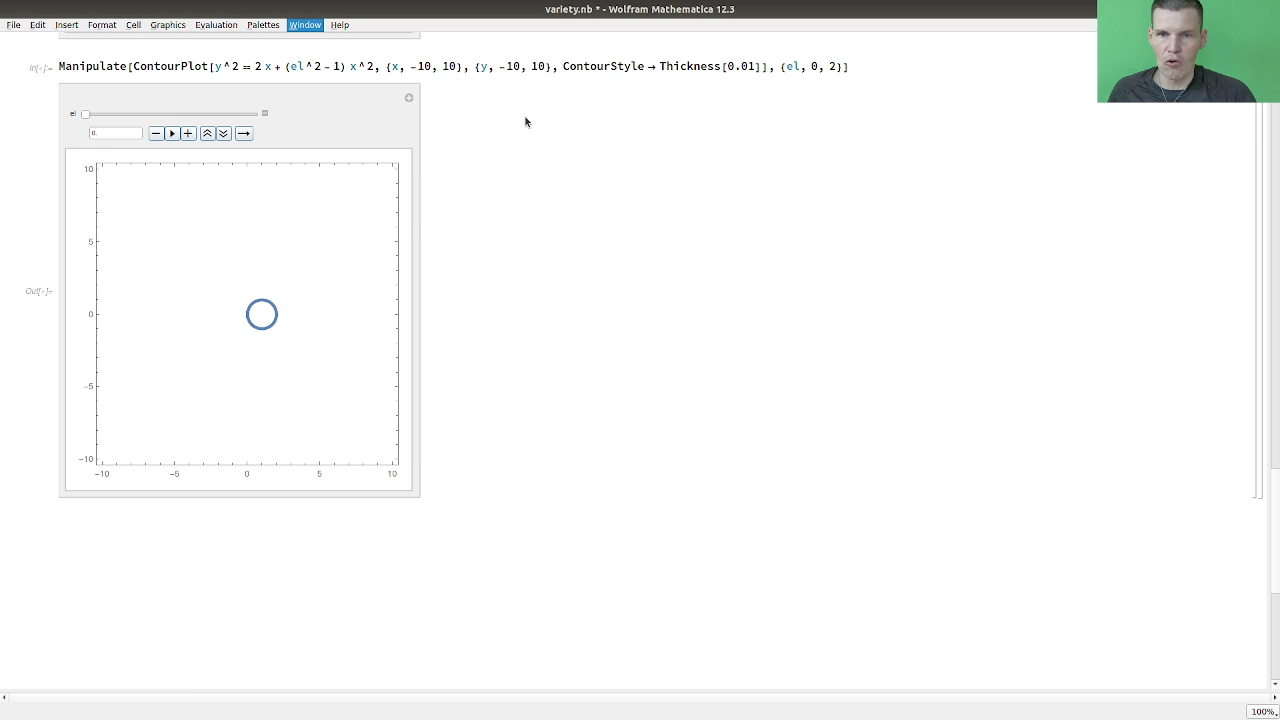 variety.nb * - Wolfram Mathematica 12.3
File Edit Insert Format Cell Graphics Evaluation Palettes Window Help
In[•]:= Manipulate[ContourPlot[y^2 == 2 x + (el^2 - 1) x^2, {x, -10, 10}, {y, -10, 10}, ContourStyle → Thickness[0.01]], {el, 0, 2}]
el
0.
10
5
Out[•]=
0
-5
-10
-10 -5 0 5 10
100%